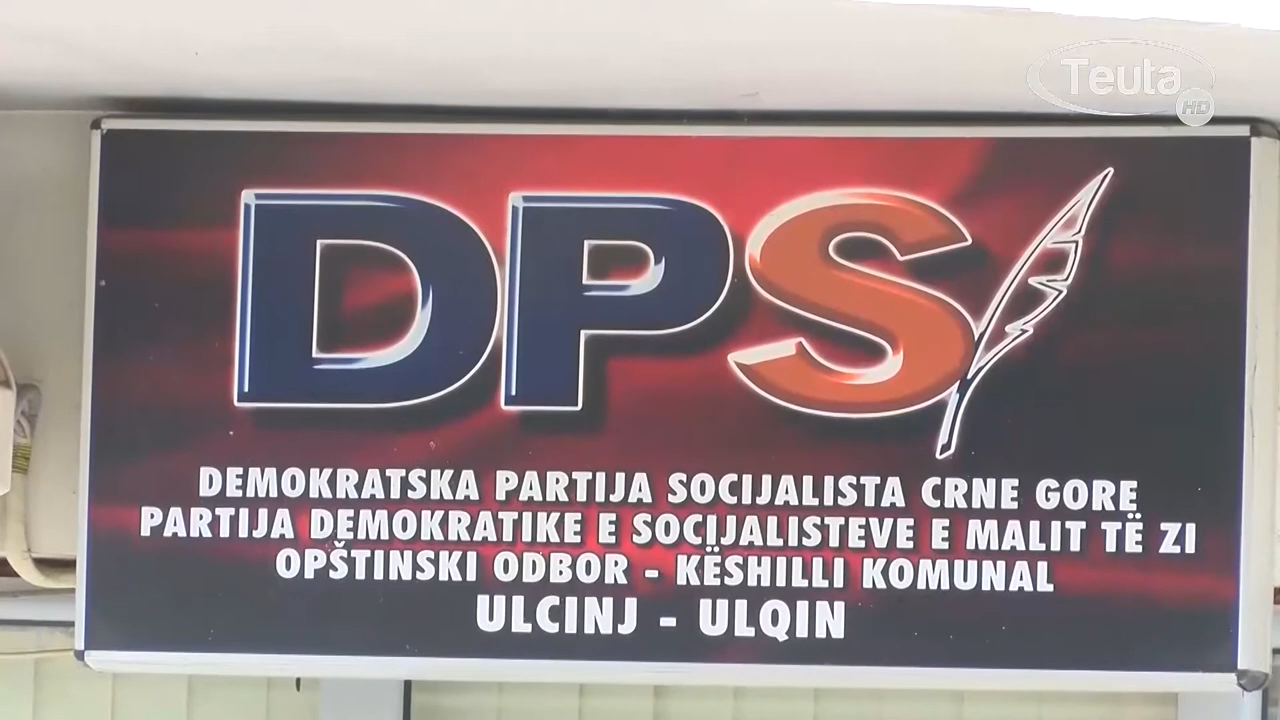 Teuta
HD
DPS
DEMOKRATSKA PARTIJA SOCIJALISTA CRNE GORE
PARTIJA DEMOKRATIKE E SOCIJALISTEVE E MALIT TË ZI
OPŠTINSKI ODBOR - KËSHILLI KOMUNAL
ULCINJ - ULQIN